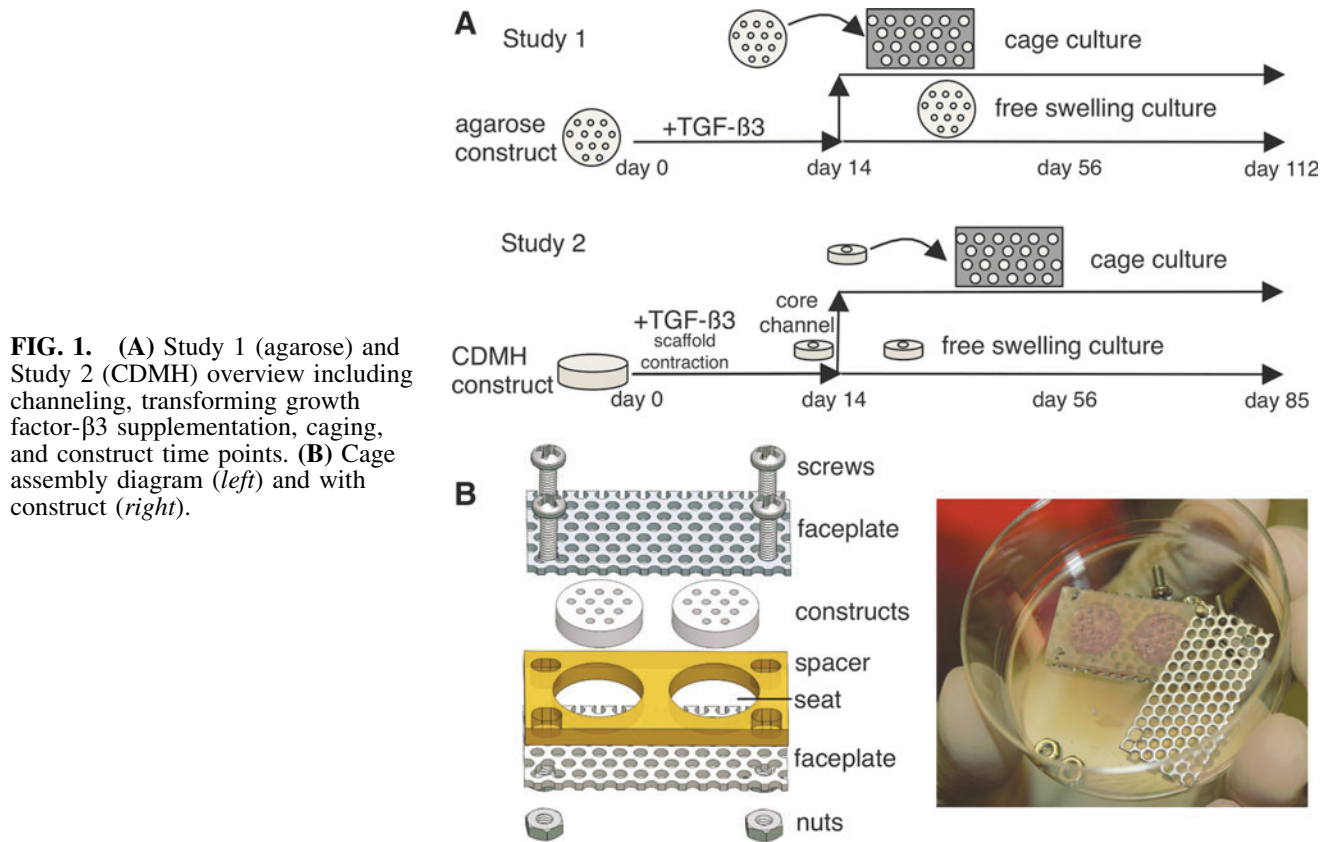 FIG. 1. (A) Study 1 (agarose) and
Study 2 (CDMH) overview including
channeling, transforming growth
factor-β3 supplementation, caging,
and construct time points. (B) Cage
assembly diagram (left) and with
construct (right).
A
Study 1
cage culture
agarose
construct
+TGF-ß3
free swelling culture
day 0
day 14
day 56
day 112
Study 2
cage culture
CDMH
construct
+TGF-ß3
scaffold
contraction
core
channel
free swelling culture
day 0
day 14
day 56
day 85
B
screws
faceplate
constructs
spacer
seat
faceplate
nuts